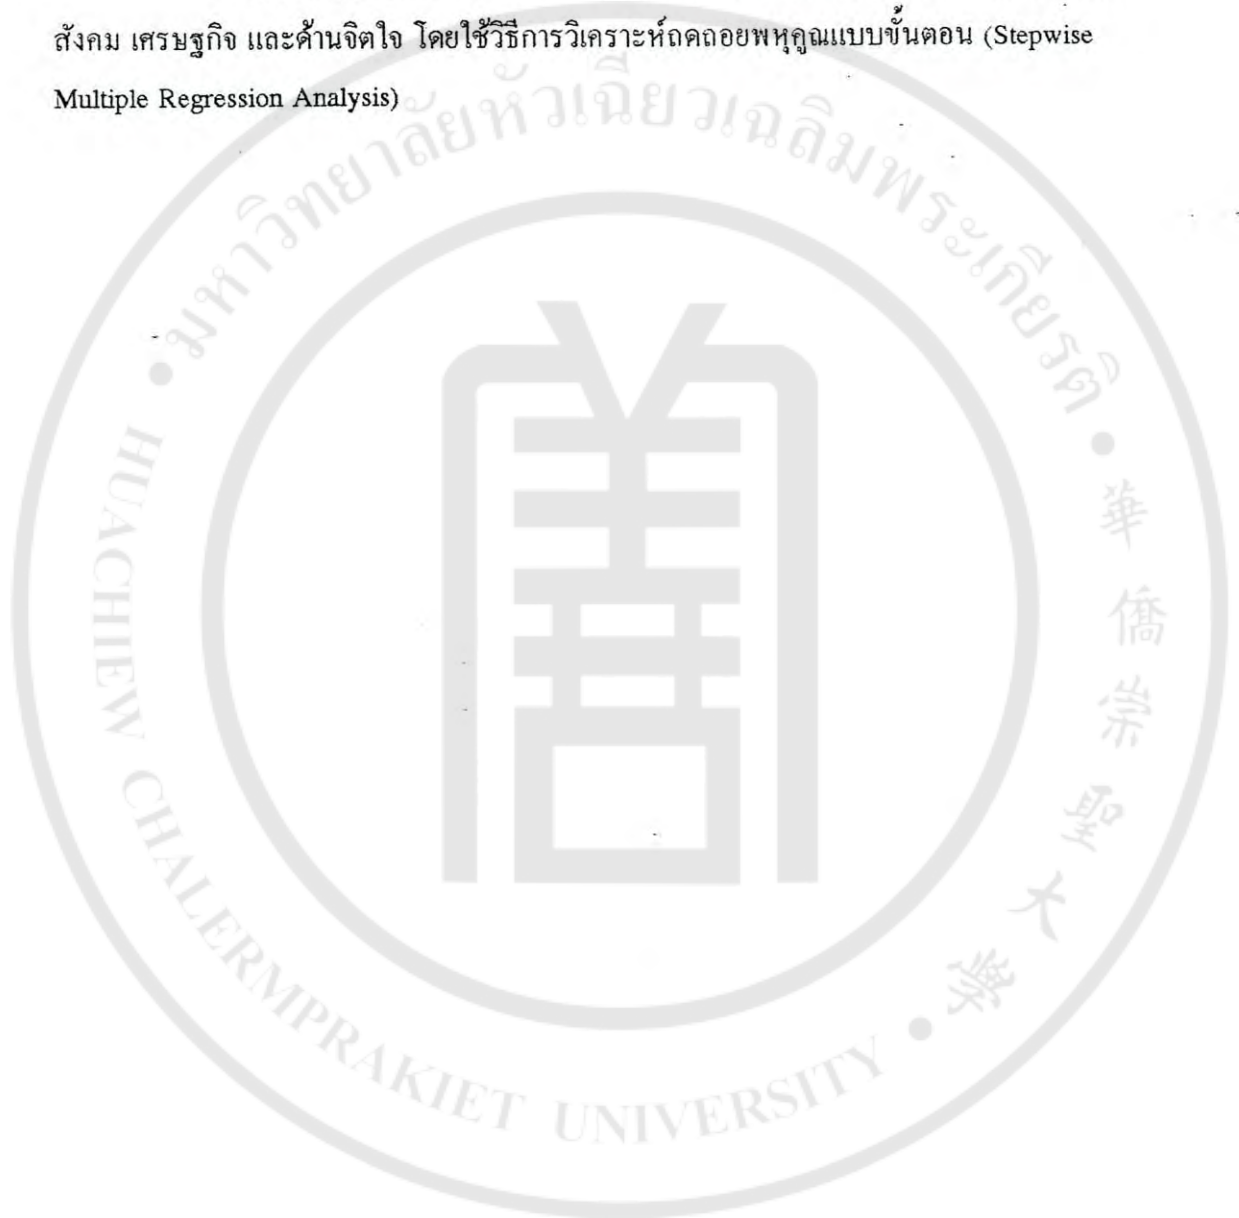 สังคม เศรษฐกิจ และด้านจิตใจ โดยใช้วิธีการวิเคราะห์ถดถอยพหุคูณแบบขั้นตอน (Stepwise
Multiple Regression Analysis)
มหาวิทยาลัยหัวเฉียวเฉลิมพระเกียรติ
華僑崇聖大學
HUACHIEW CHALERMPRAKIET UNIVERSITY